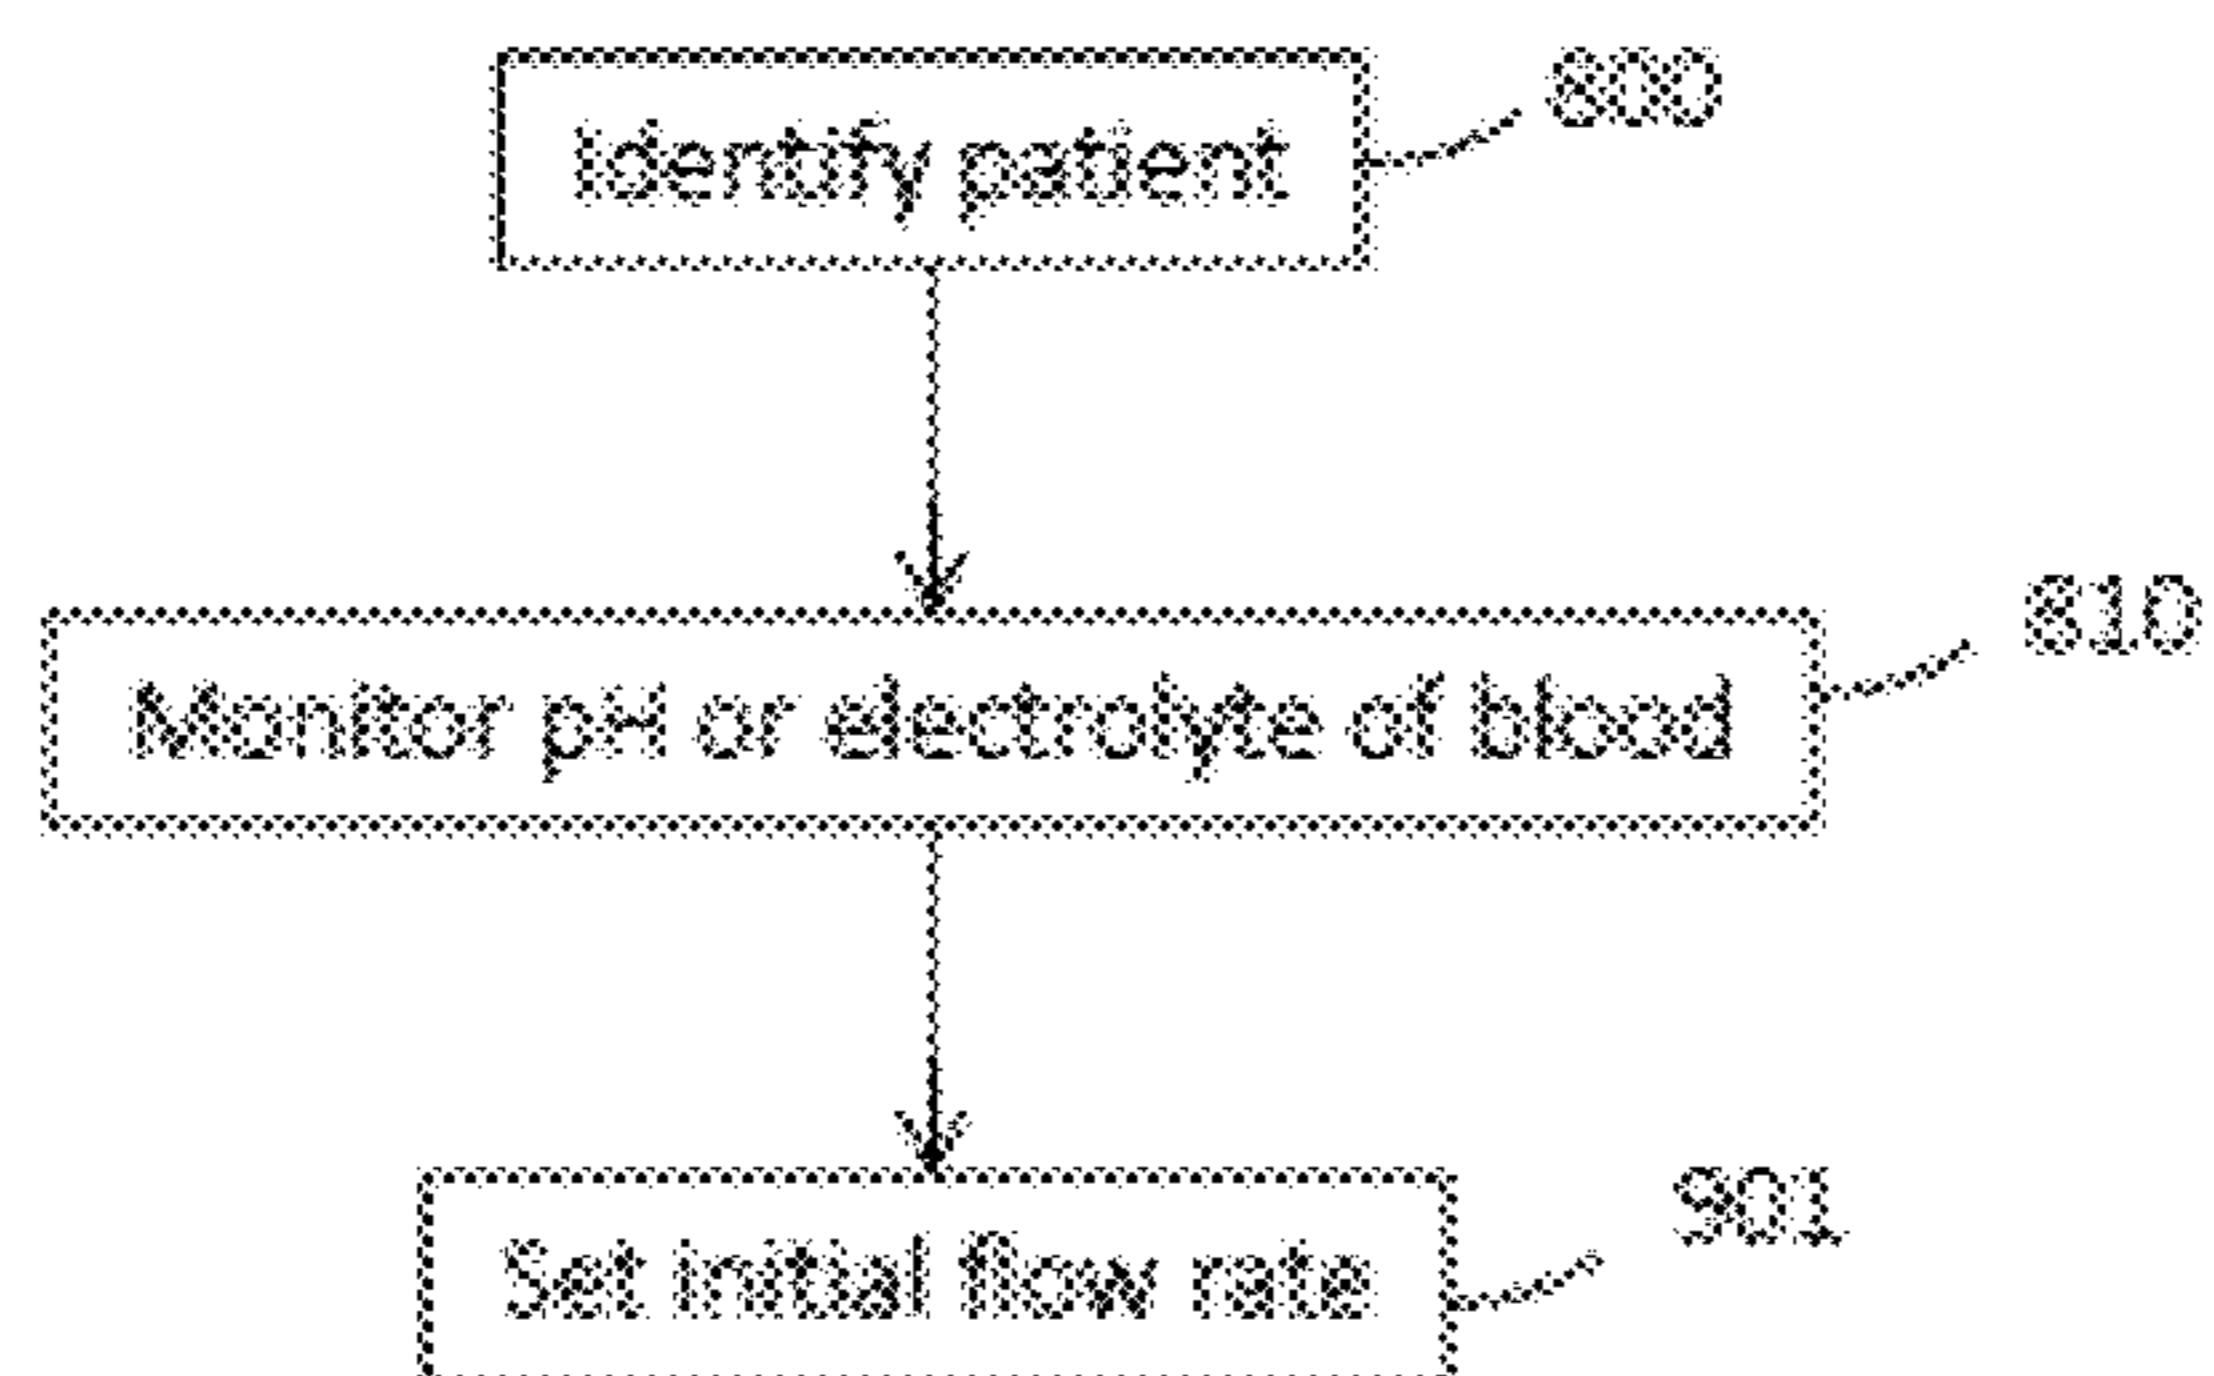 Identify patient
800
Monitor pH or electrolyte of blood
810
Set initial flow rate
901